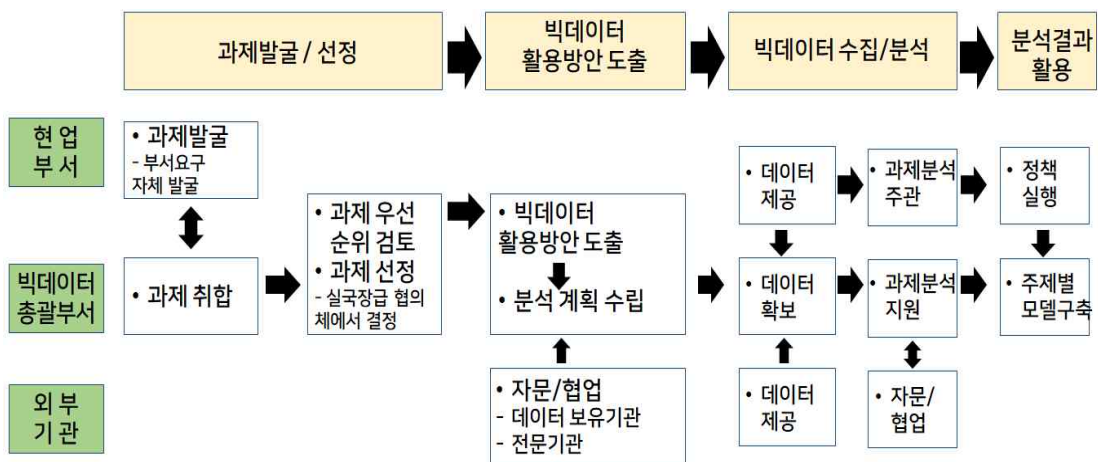 과제발굴 / 선정
빅데이터
활용방안 도출
빅데이터 수집/분석
분석결과
활용
현 업
부 서
• 과제발굴
- 부서요구
자체 발굴
• 데이터
제공
• 과제분석
주관
• 정책
실행
• 과제 우선
순위 검토
• 과제 선정
- 실국장급 협의
체에서 결정
• 빅데이터
활용방안 도출
• 분석 계획 수립
빅데이터
총괄부서
• 과제 취합
• 데이터
확보
• 과제분석
지원
• 주제별
모델구축
외 부
기 관
• 자문/협업
- 데이터 보유기관
- 전문기관
• 데이터
제공
• 자문/
협업